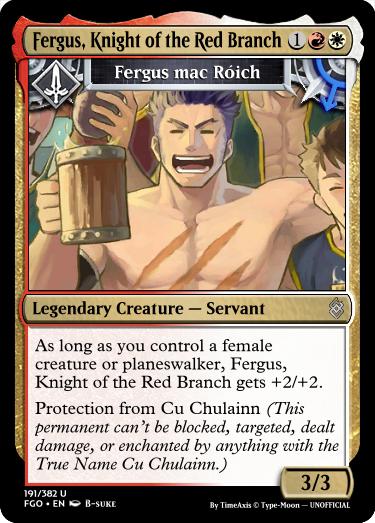 Fergus, Knight of the Red Branch 1
Fergus mac Róich
Legendary Creature — Servant
As long as you control a female
creature or planeswalker, Fergus,
Knight of the Red Branch gets +2/+2.
Protection from Cu Chulainn (This
permanent can't be blocked, targeted, dealt
damage, or enchanted by anything with the
True Name Cu Chulainn.)
3/3
191/382 U
FGO • EN B-SUKE
By TimeAxis © Type-Moon — UNOFFICIAL